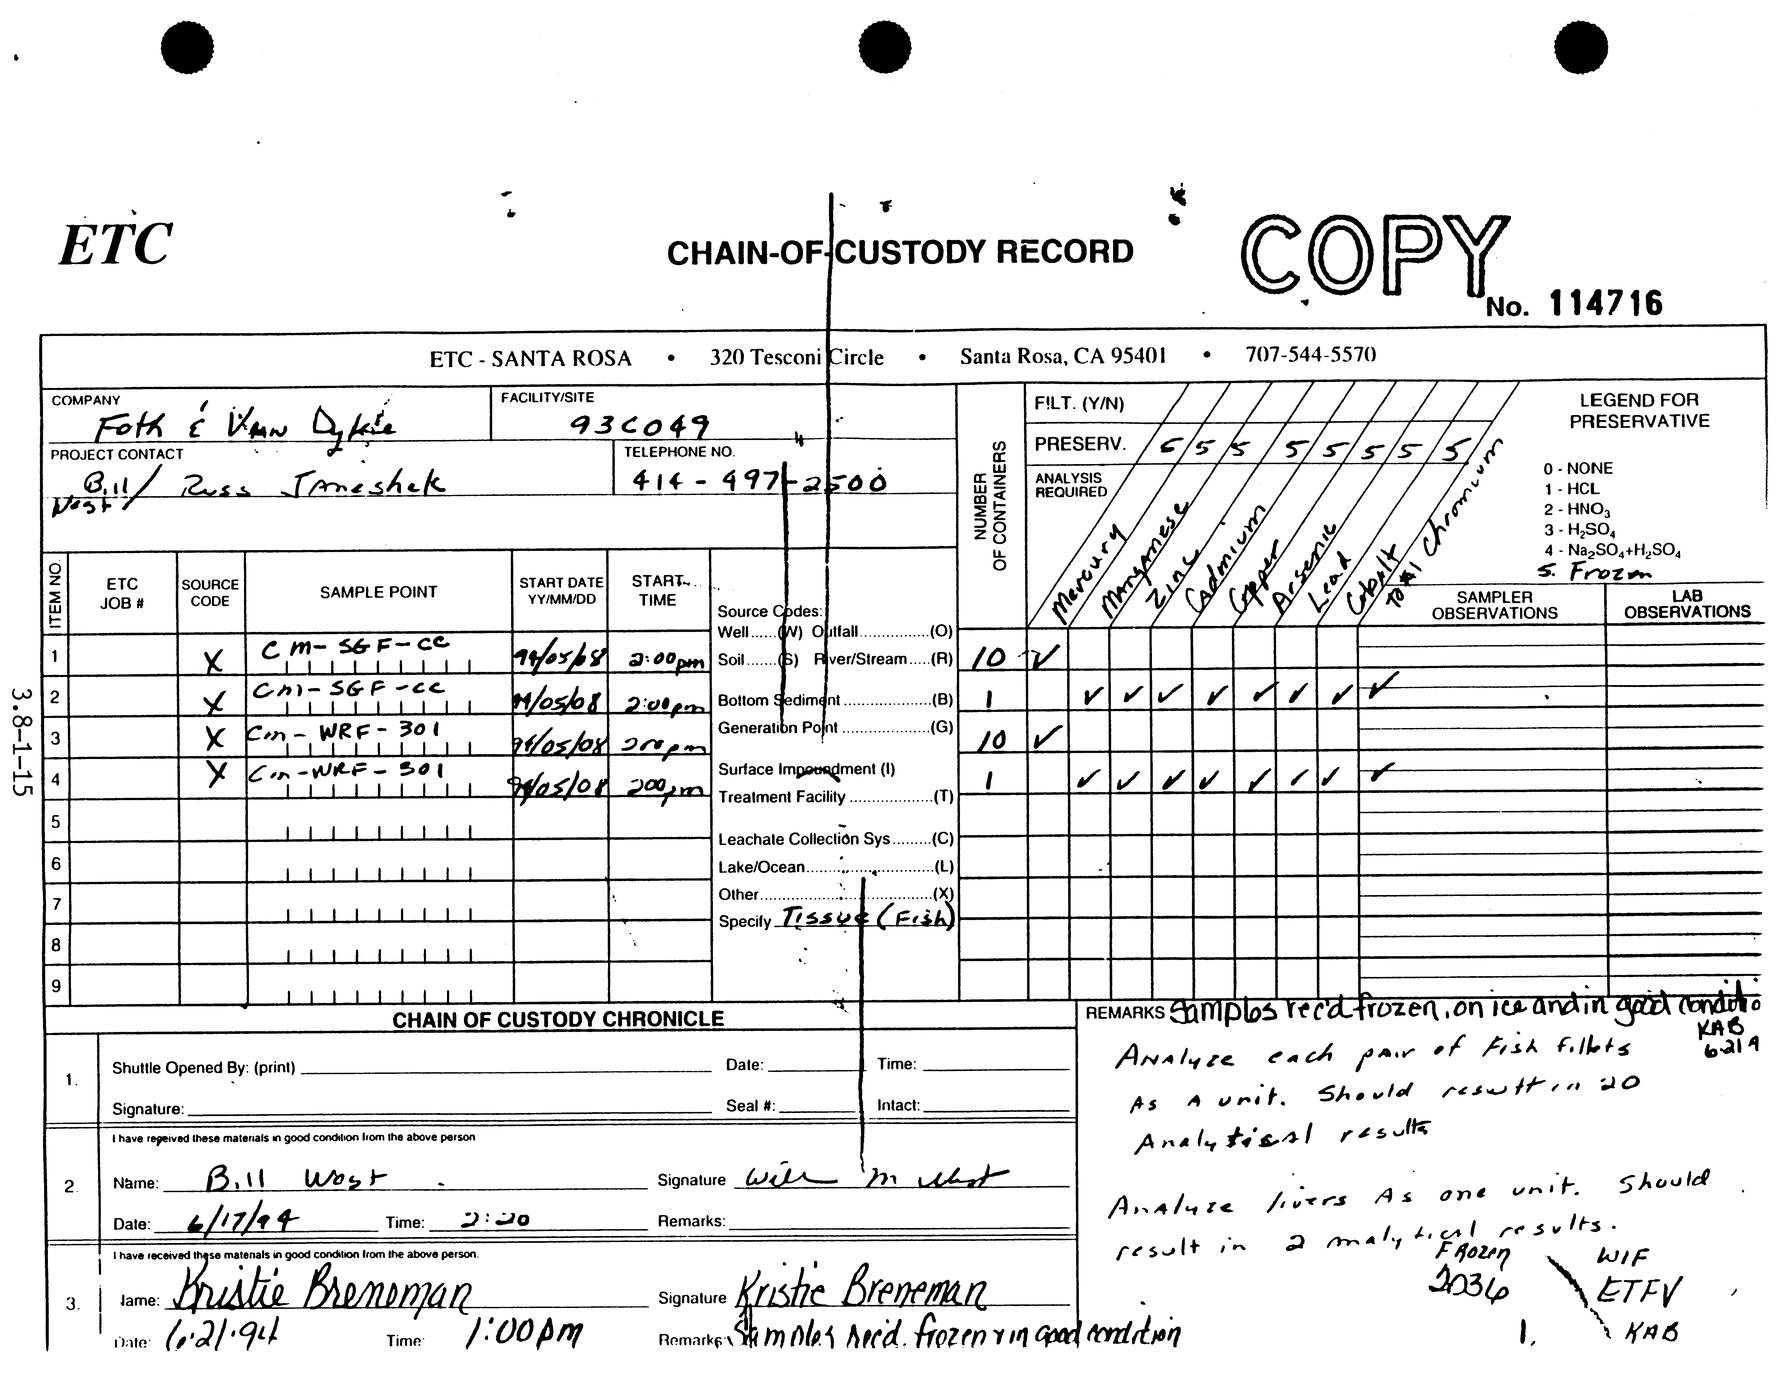 ETC
CHAIN-OF-CUSTODY RECORD
COPY
No. 114716
ETC - SANTA ROSA • 320 Tesconi Circle • Santa Rosa, CA 95401 • 707-544-5570
COMPANY
Foth & Van Dyke
FACILITY/SITE
93C049
PROJECT CONTACT
Bill West / Russ Janeshek
TELEPHONE NO.
414-497-2500
NUMBER OF CONTAINERS
FILT. (Y/N)
PRESERV. 5 5 5 5 5 5 5
ANALYSIS REQUIRED
Mercury
Manganese
Zinc
Cadmium
Copper
Arsenic
Lead
Cobalt
Total Chromium
LEGEND FOR
PRESERVATIVE
0 - NONE
1 - HCL
2 - HNO3
3 - H2SO4
4 - Na2SO4+H2SO4
5. Frozen
ITEM NO.
ETC JOB #
SOURCE CODE
SAMPLE POINT
START DATE YY/MM/DD
START TIME
SAMPLER OBSERVATIONS
LAB OBSERVATIONS
1 X CM-SGF-CC 94/05/08 2:00pm 10 ✓
2 X CM-SGF-CC 94/05/08 2:00pm 1 ✓ ✓ ✓ ✓ ✓ ✓ ✓ ✓
3 X Cm-WRF-301 94/05/08 200pm 10 ✓
4 X Cm-WRF-301 94/05/08 200pm 1 ✓ ✓ ✓ ✓ ✓ ✓ ✓ ✓
5
6
7
8
9
Source Codes:
Well......(W) Outfall..............(O)
Soil.......(S) River/Stream.....(R)
Bottom Sediment..................(B)
Generation Point..................(G)
Surface Impoundment (I)
Treatment Facility.................(T)
Leachate Collection Sys.........(C)
Lake/Ocean..........................(L)
Other....................................(X)
Specify Tissue (Fish)
3.8-1-15
CHAIN OF CUSTODY CHRONICLE
1.
Shuttle Opened By: (print) Date: Time:
Signature: Seal #: Intact:
2.
I have received these materials in good condition from the above person
Name: Bill West Signature
Date: 6/17/94 Time: 2:20 Remarks:
3.
I have received these materials in good condition from the above person.
Name: Kristie Breneman Signature Kristie Breneman
Date: 6.21.94 Time 1:00pm Remarks: Samples rec'd. frozen & in good condition
REMARKS Samples rec'd frozen, on ice and in good conditio
KAB
6.21.9
Analyze each pair of Fish fillets
As A unit. Should result in 20
Analytical results
Analyze livers As one unit. Should
result in 2 analytical results.
Frozen
2036
WIF
ETFV
1. KAB